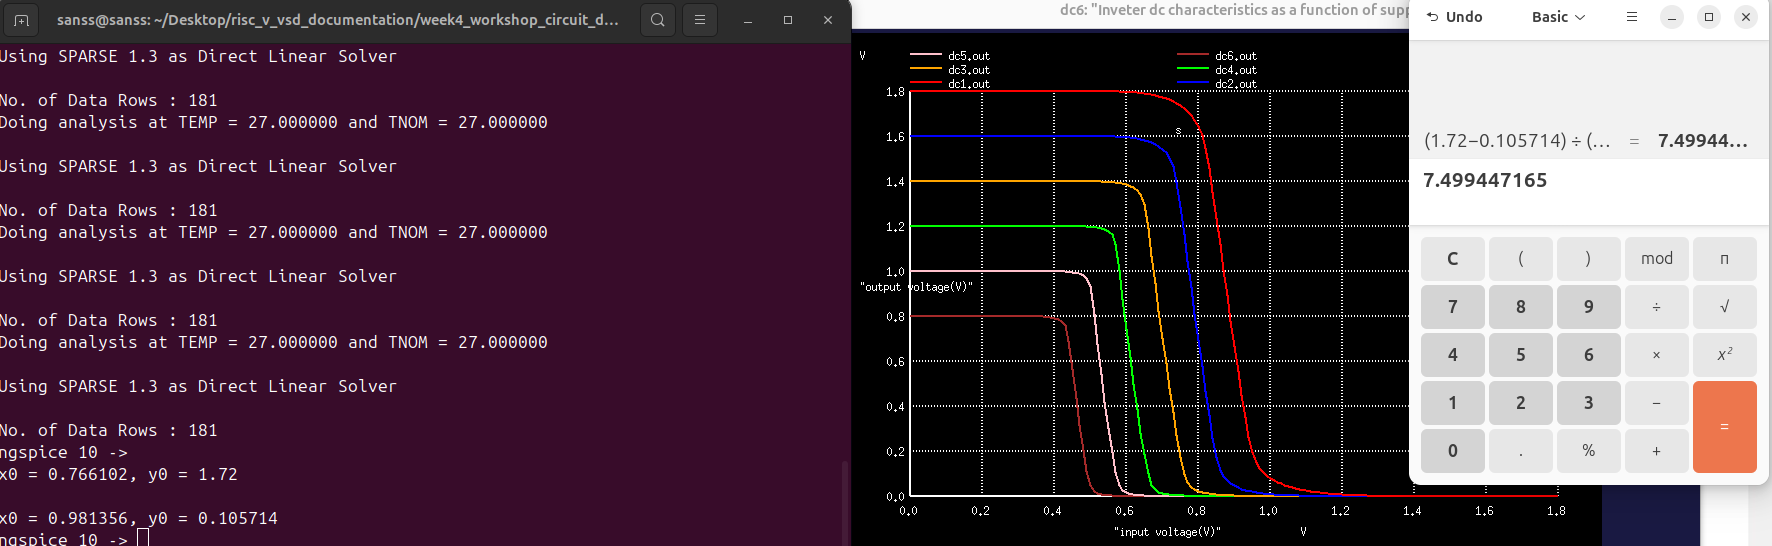 sanss@sanss: ~/Desktop/risc_v_vsd_documentation/week4_workshop_circuit_d...
Using SPARSE 1.3 as Direct Linear Solver
No. of Data Rows : 181
Doing analysis at TEMP = 27.000000 and TNOM = 27.000000
Using SPARSE 1.3 as Direct Linear Solver
No. of Data Rows : 181
Doing analysis at TEMP = 27.000000 and TNOM = 27.000000
Using SPARSE 1.3 as Direct Linear Solver
No. of Data Rows : 181
Doing analysis at TEMP = 27.000000 and TNOM = 27.000000
Using SPARSE 1.3 as Direct Linear Solver
No. of Data Rows : 181
ngspice 10 ->
x0 = 0.766102, y0 = 1.72
x0 = 0.981356, y0 = 0.105714
ngspice 10 ->
dc6: "Inveter dc characteristics as a function of supp
V
dc5.out
dc6.out
dc3.out
dc4.out
dc1.out
dc2.out
1.8
1.6
s
1.4
1.2
1.0
"output voltage(V)"
0.8
0.6
0.4
0.2
0.0
0.0 0.2 0.4 0.6 0.8 1.0 1.2 1.4 1.6 1.8
"input voltage(V)" V
Undo Basic
(1.72−0.105714) ÷ (... = 7.49944...
7.499447165
C ( ) mod π
7 8 9 ÷ √
4 5 6 × x²
1 2 3 − =
0 . % +